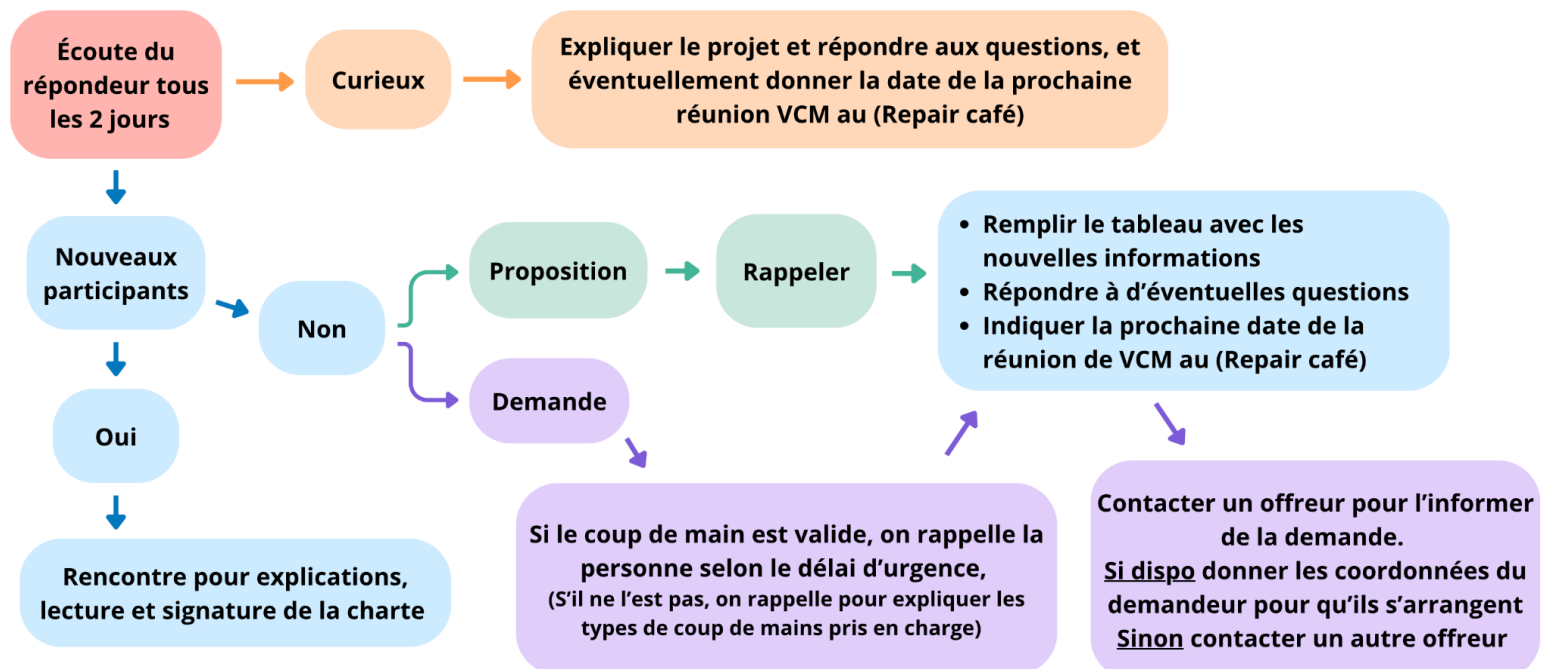 Écoute du
répondeur tous
les 2 jours
Curieux
Expliquer le projet et répondre aux questions, et
éventuellement donner la date de la prochaine
réunion VCM au (Repair café)
Nouveaux
participants
Non
Proposition
Rappeler
• Remplir le tableau avec les
nouvelles informations
• Répondre à d’éventuelles questions
• Indiquer la prochaine date de la
réunion de VCM au (Repair café)
Demande
Oui
Rencontre pour explications,
lecture et signature de la charte
Si le coup de main est valide, on rappelle la
personne selon le délai d’urgence,
(S’il ne l’est pas, on rappelle pour expliquer les
types de coup de mains pris en charge)
Contacter un offreur pour l’informer
de la demande.
Si dispo donner les coordonnées du
demandeur pour qu’ils s’arrangent
Sinon contacter un autre offreur